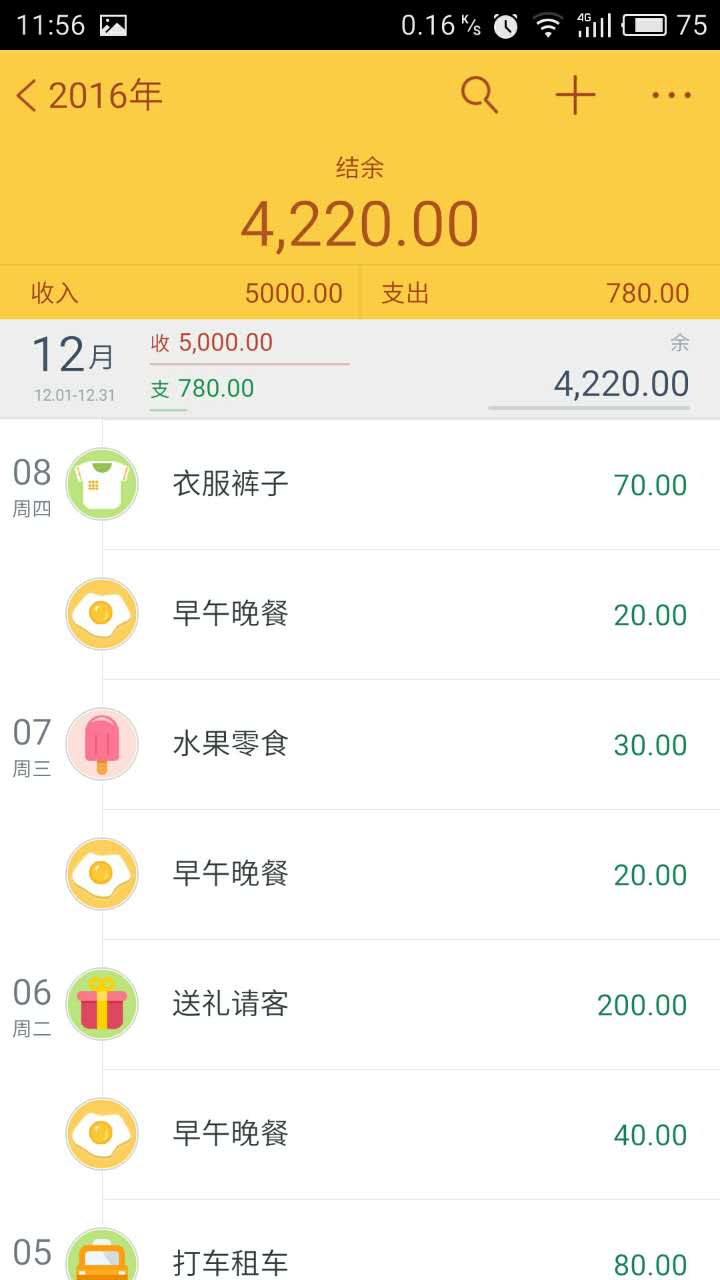 11:56 0.16 K/s 4G 75
2016年
结余
4,220.00
收入 5000.00 支出 780.00
12月 收 5,000.00 余
12.01-12.31 支 780.00 4,220.00
08 周四 衣服裤子 70.00
早午晚餐 20.00
07 周三 水果零食 30.00
早午晚餐 20.00
06 周二 送礼请客 200.00
早午晚餐 40.00
05 打车租车 80.00